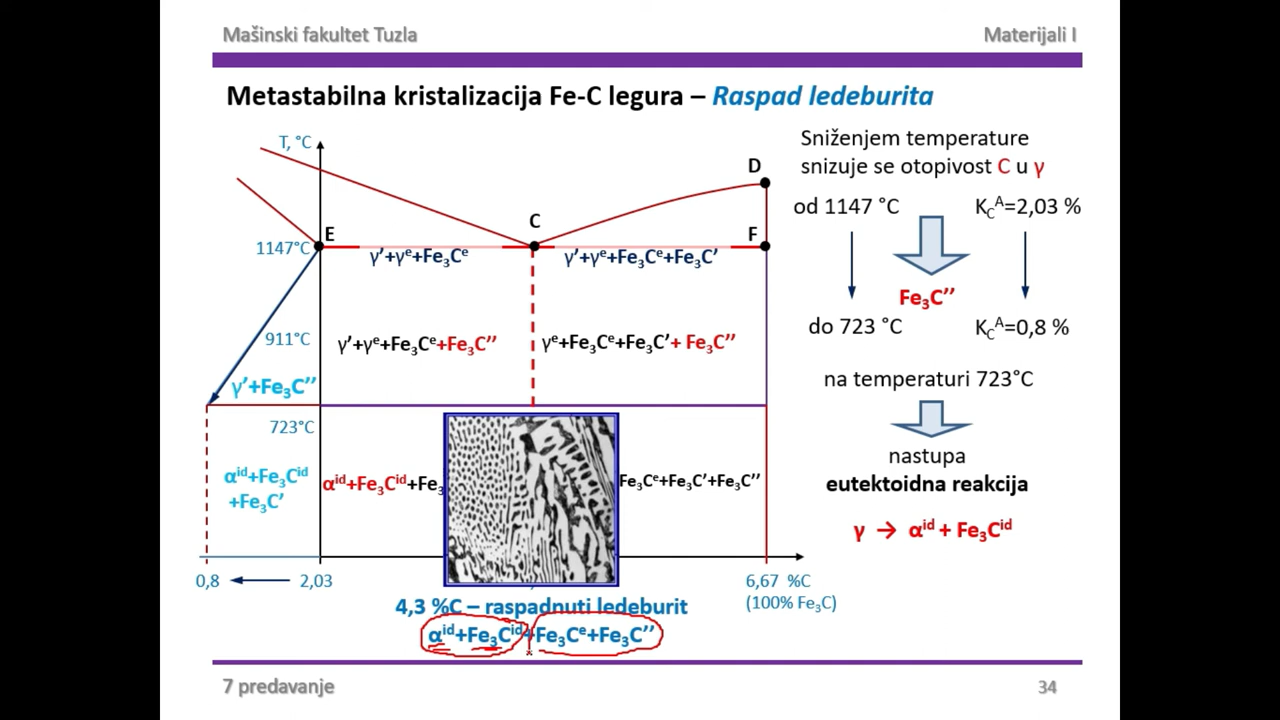 Mašinski fakultet Tuzla
Materijali I
Metastabilna kristalizacija Fe-C legura – Raspad ledeburita
T, °C
D
C
E
F
1147°C
γ’+γᵉ+Fe₃Cᵉ
γ’+γᵉ+Fe₃Cᵉ+Fe₃C’
911°C
γ’+γᵉ+Fe₃Cᵉ+Fe₃C’’
γᵉ+Fe₃Cᵉ+Fe₃C’+ Fe₃C’’
γ’+Fe₃C’’
723°C
αⁱᵈ+Fe₃Cⁱᵈ
+Fe₃C’
αⁱᵈ+Fe₃Cⁱᵈ+Fe₃
Fe₃Cᵉ+Fe₃C’+Fe₃C’’
0,8
2,03
6,67 %C
(100% Fe₃C)
4,3 %C – raspadnuti ledeburit
αⁱᵈ+Fe₃Cⁱᵈ+Fe₃Cᵉ+Fe₃C’’
Sniženjem temperature
snizuje se otopivost C u γ
od 1147 °C
K_C^A=2,03 %
Fe₃C’’
do 723 °C
K_C^A=0,8 %
na temperaturi 723°C
nastupa
eutektoidna reakcija
γ → αⁱᵈ + Fe₃Cⁱᵈ
7 predavanje
34